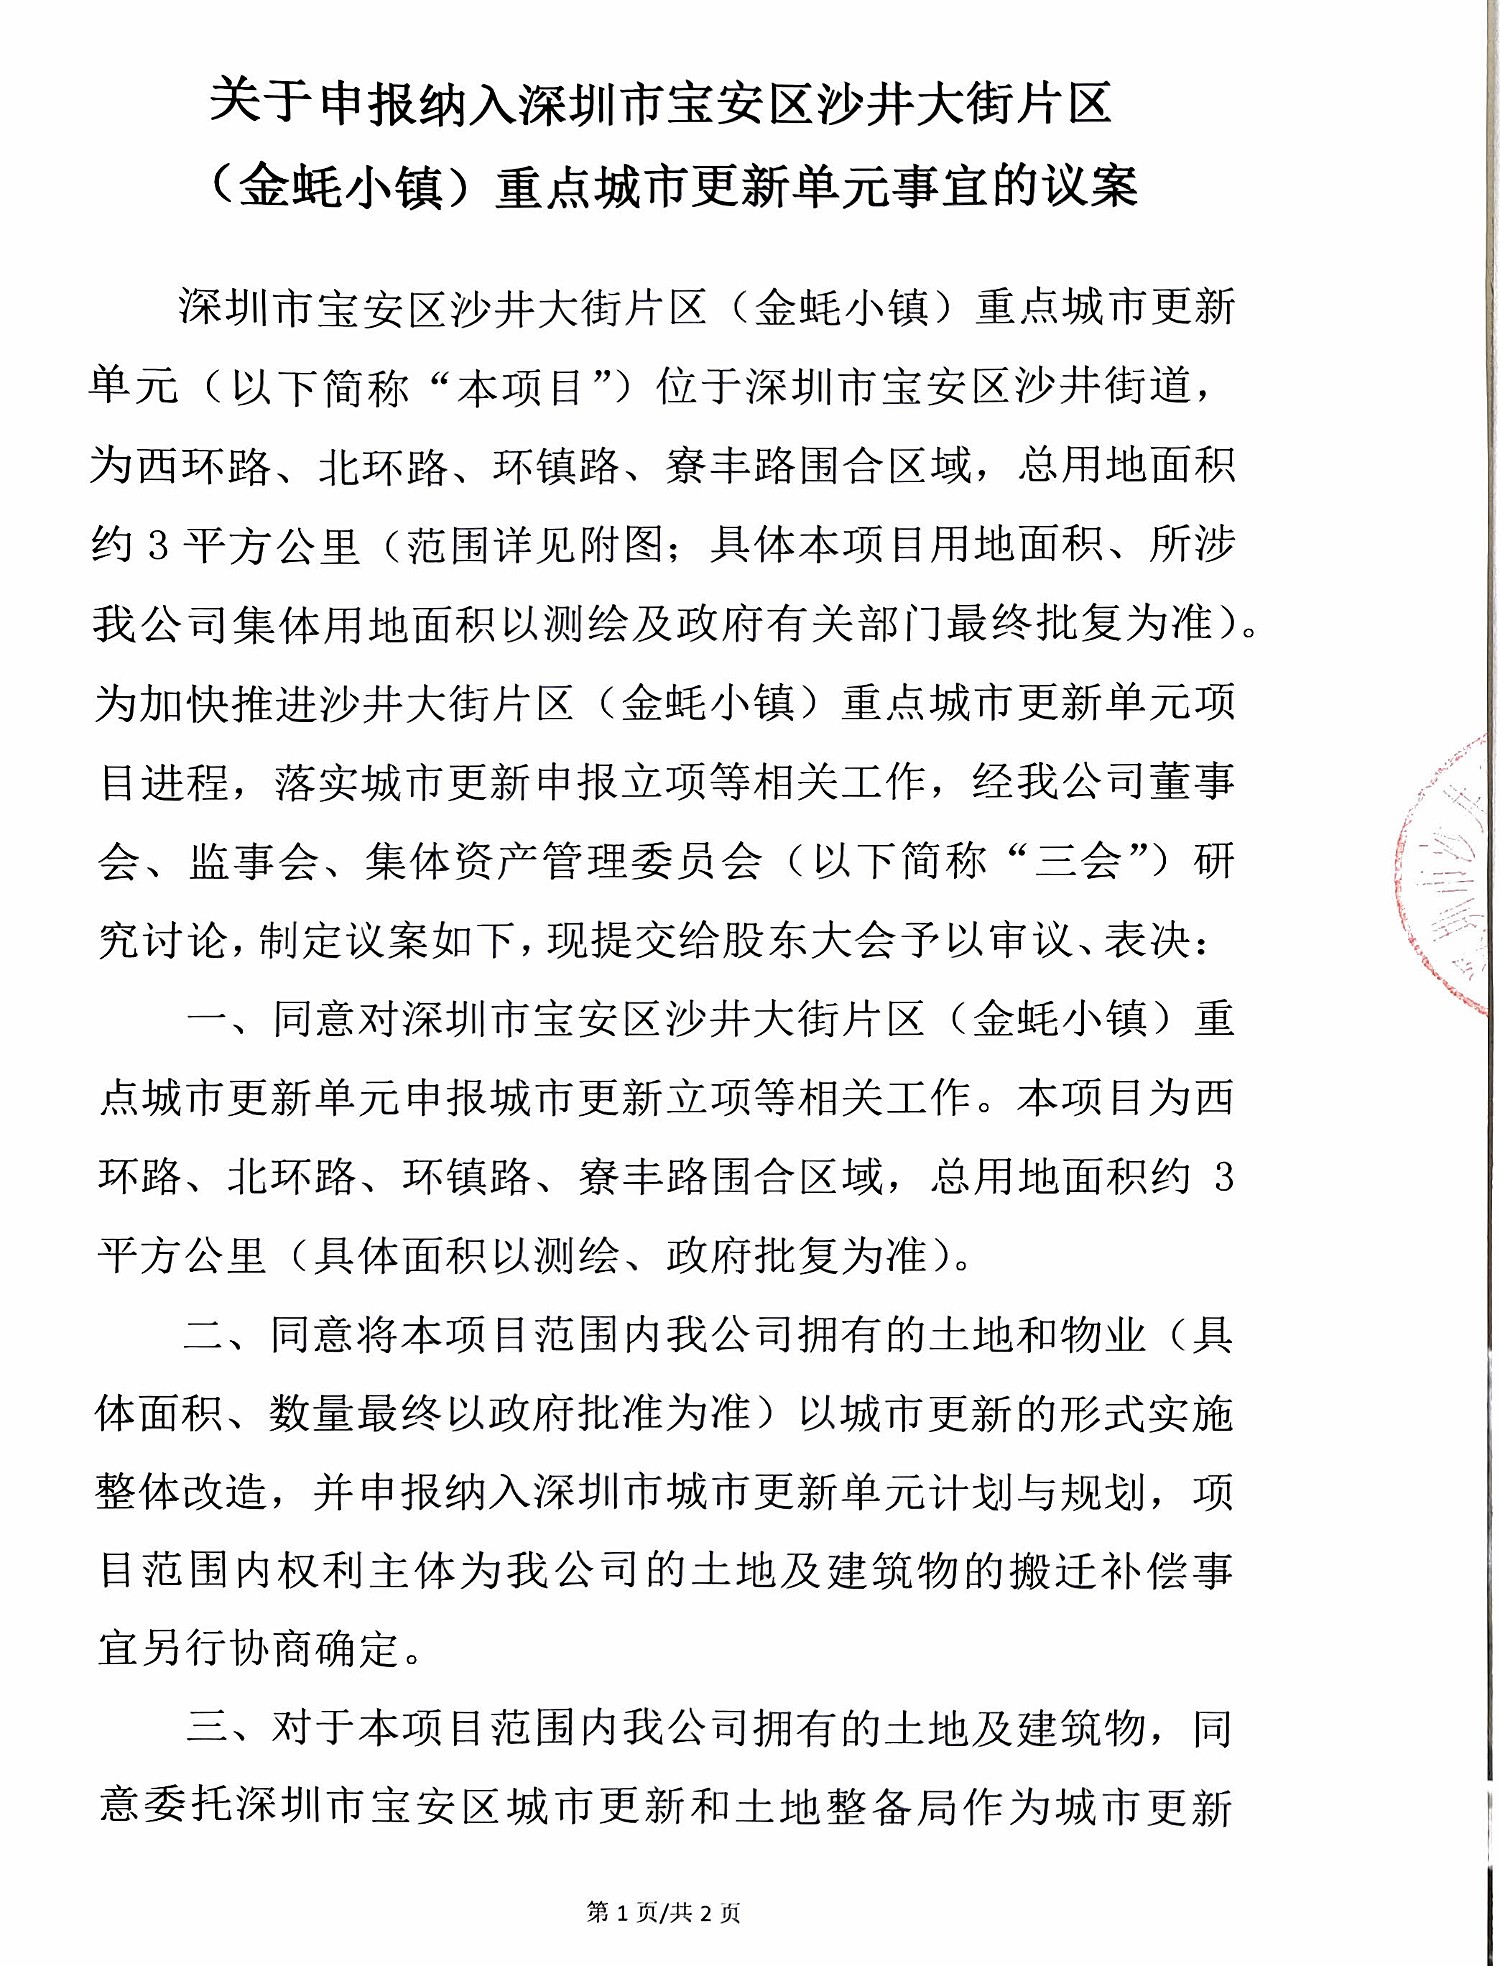 关于申报纳入深圳市宝安区沙井大街片区
（金蚝小镇）重点城市更新单元事宜的议案
深圳市宝安区沙井大街片区（金蚝小镇）重点城市更新
单元（以下简称“本项目”）位于深圳市宝安区沙井街道，
为西环路、北环路、环镇路、寮丰路围合区域，总用地面积
约 3 平方公里（范围详见附图；具体本项目用地面积、所涉
我公司集体用地面积以测绘及政府有关部门最终批复为准）。
为加快推进沙井大街片区（金蚝小镇）重点城市更新单元项
目进程，落实城市更新申报立项等相关工作，经我公司董事
会、监事会、集体资产管理委员会（以下简称“三会”）研
究讨论，制定议案如下，现提交给股东大会予以审议、表决：
一、同意对深圳市宝安区沙井大街片区（金蚝小镇）重
点城市更新单元申报城市更新立项等相关工作。本项目为西
环路、北环路、环镇路、寮丰路围合区域，总用地面积约 3
平方公里（具体面积以测绘、政府批复为准）。
二、同意将本项目范围内我公司拥有的土地和物业（具
体面积、数量最终以政府批准为准）以城市更新的形式实施
整体改造，并申报纳入深圳市城市更新单元计划与规划，项
目范围内权利主体为我公司的土地及建筑物的搬迁补偿事
宜另行协商确定。
三、对于本项目范围内我公司拥有的土地及建筑物，同
意委托深圳市宝安区城市更新和土地整备局作为城市更新
第 1 页/共 2 页
圳沙井